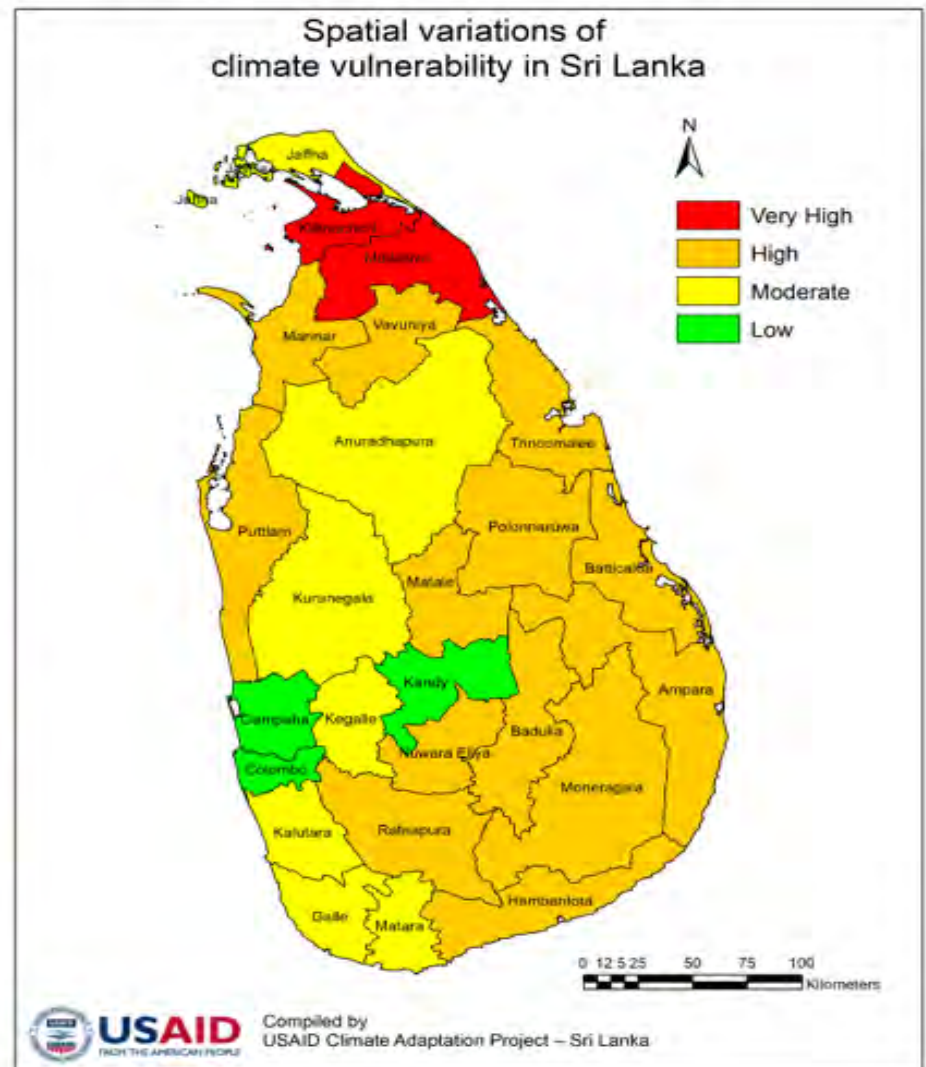 Spatial variations of
climate vulnerability in Sri Lanka
N
Very High
High
Moderate
Low
Jaffna
Jaffna
Kilinochchi
Mullaitivu
Mannar
Vavuniya
Anuradhapura
Trincomalee
Puttlam
Polonnaruwa
Batticaloa
Matale
Kurunegala
Kandy
Ampara
Gampaha
Kegalle
Badulla
Nuwara Eliya
Colombo
Moneragala
Kalutara
Ratnapura
Hambantota
Galle
Matara
0 12.525 50 75 100
Kilometers
USAID
FROM THE AMERICAN PEOPLE
Compiled by
USAID Climate Adaptation Project – Sri Lanka